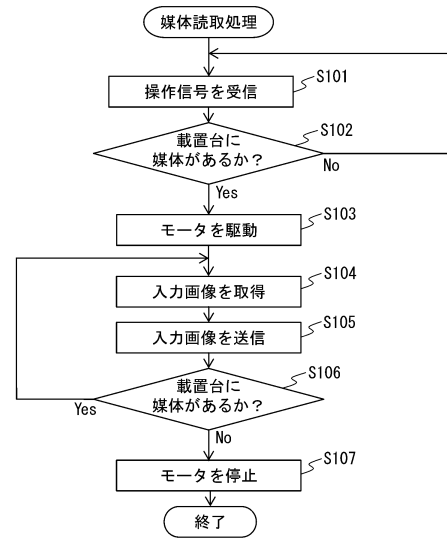 媒体読取処理
S101
操作信号を受信
S102
載置台に
媒体があるか？
No
Yes
S103
モータを駆動
S104
入力画像を取得
S105
入力画像を送信
S106
載置台に
媒体があるか？
Yes
No
S107
モータを停止
終了